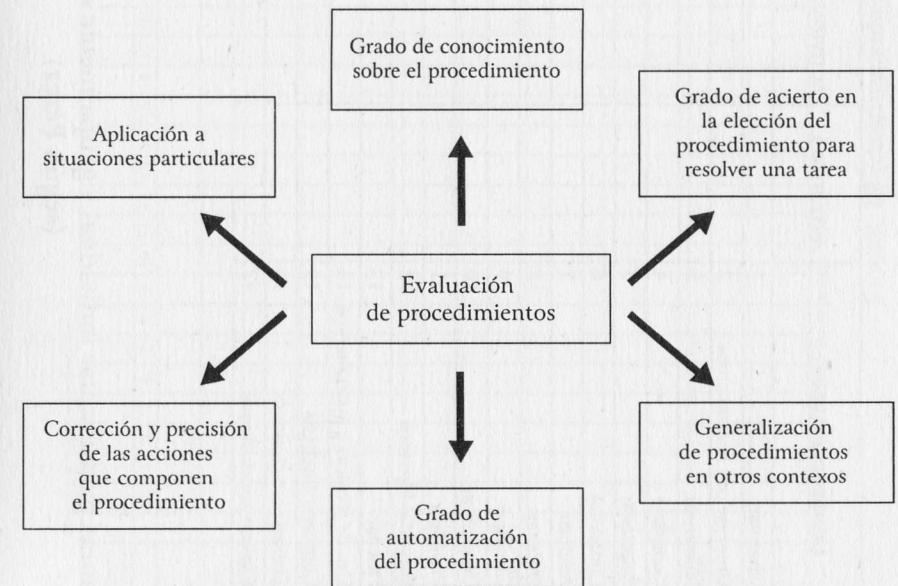 Grado de conocimiento
sobre el procedimiento
Grado de acierto en
la elección del
procedimiento para
resolver una tarea
Aplicación a
situaciones particulares
Evaluación
de procedimientos
Corrección y precisión
de las acciones
que componen
el procedimiento
Generalización
de procedimientos
en otros contexos
Grado de
automatización
del procedimiento